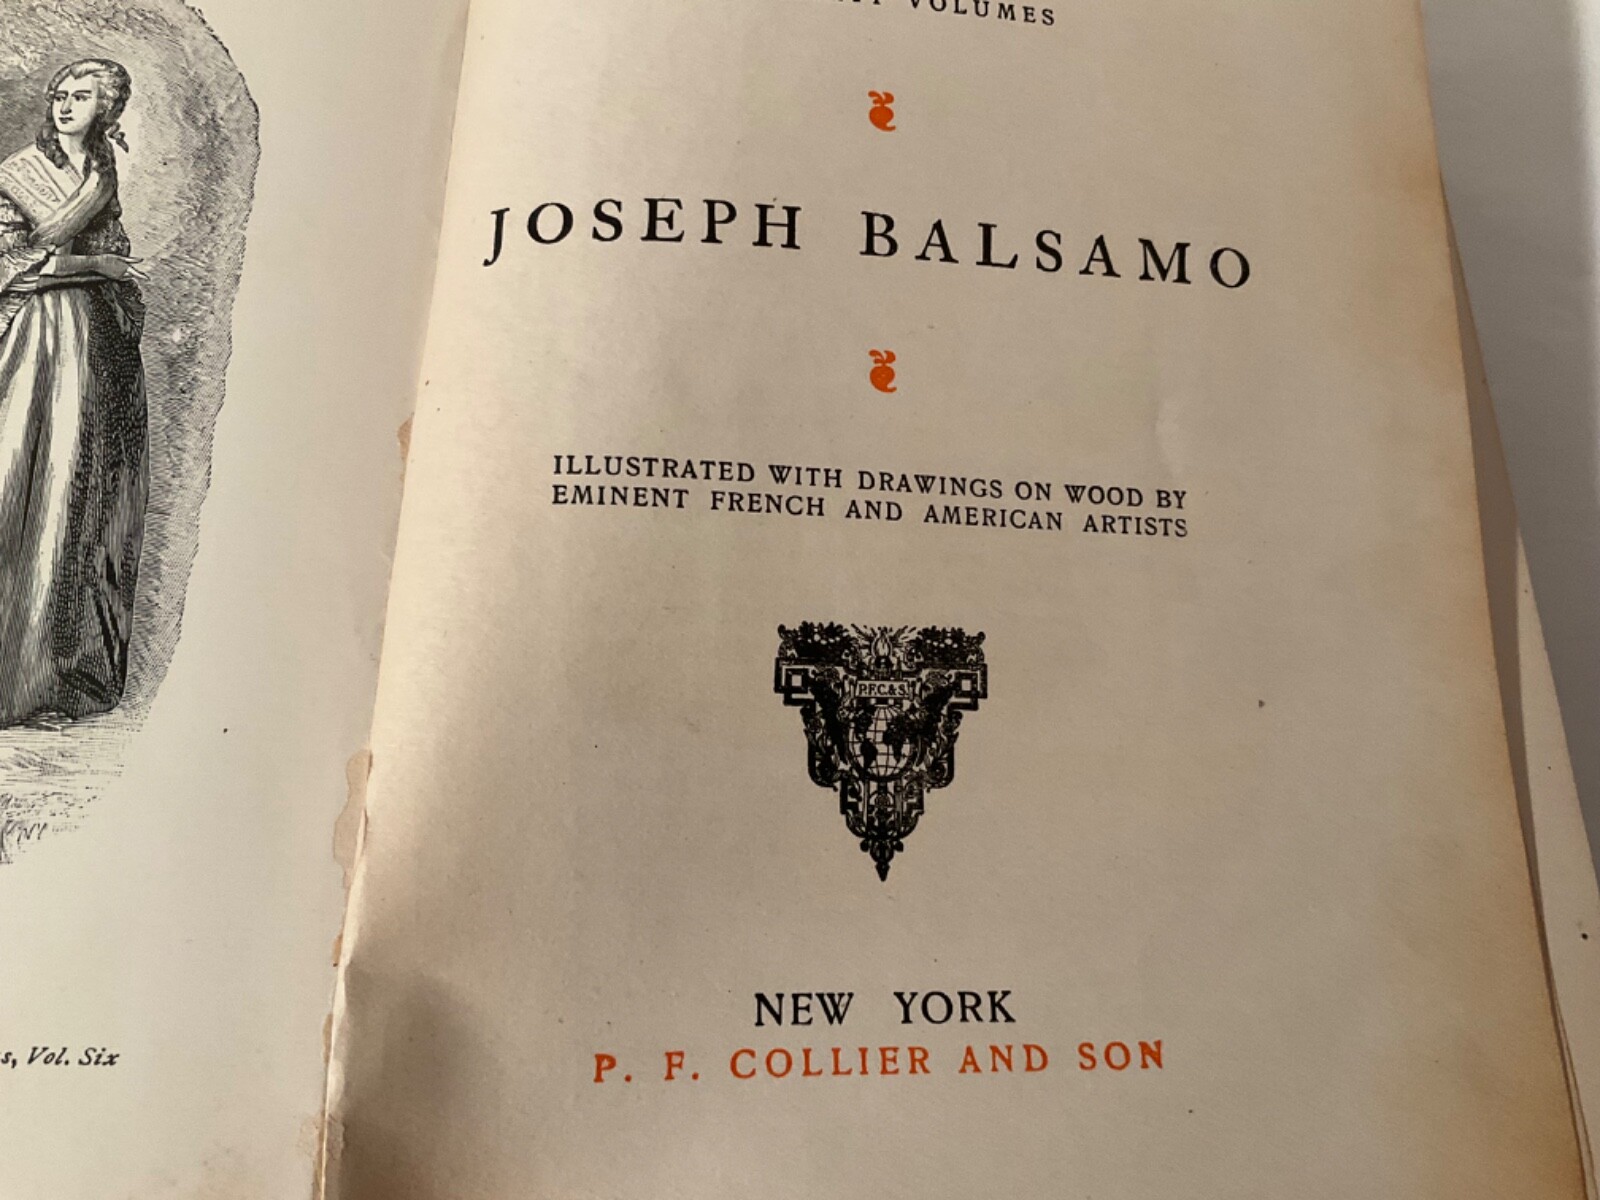 VOLUMES
JOSEPH BALSAMO
ILLUSTRATED WITH DRAWINGS ON WOOD BY
EMINENT FRENCH AND AMERICAN ARTISTS
P.F.C.&S.
NEW YORK
P. F. COLLIER AND SON
Vol. Six